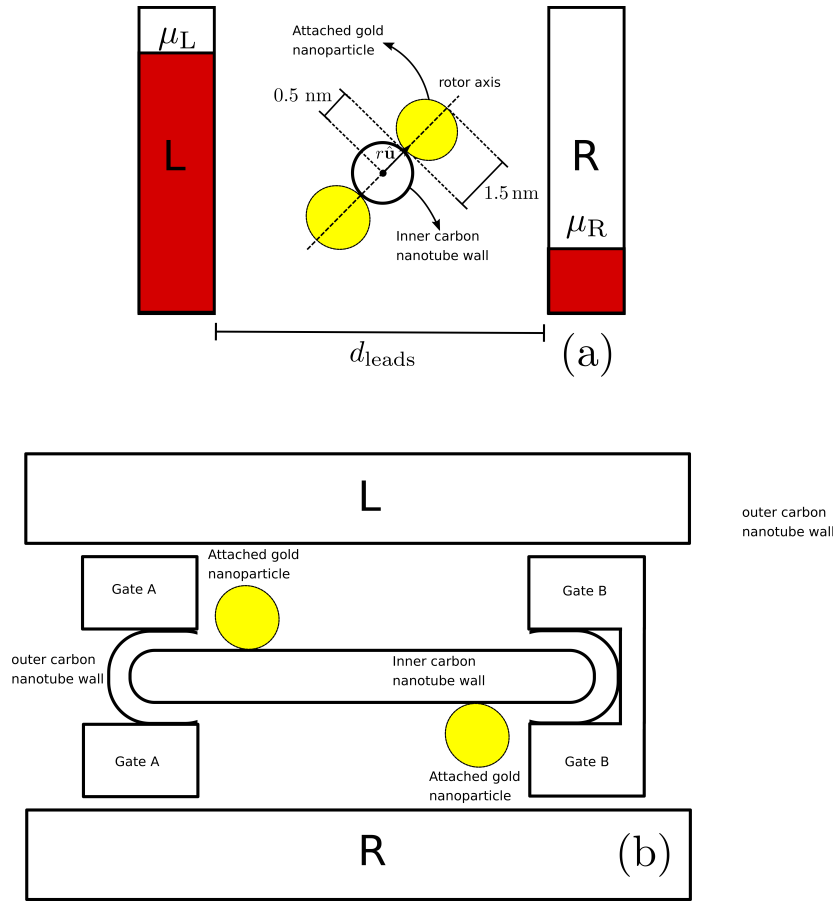 μL
Attached gold
nanoparticle
rotor axis
0.5 nm
L
R
rû
1.5 nm
μR
Inner carbon
nanotube wall
dleads
(a)
L
outer carbon
nanotube wall
Attached gold
nanoparticle
Gate A
Gate B
outer carbon
nanotube wall
Inner carbon
nanotube wall
Gate A
Gate B
Attached gold
nanoparticle
R
(b)